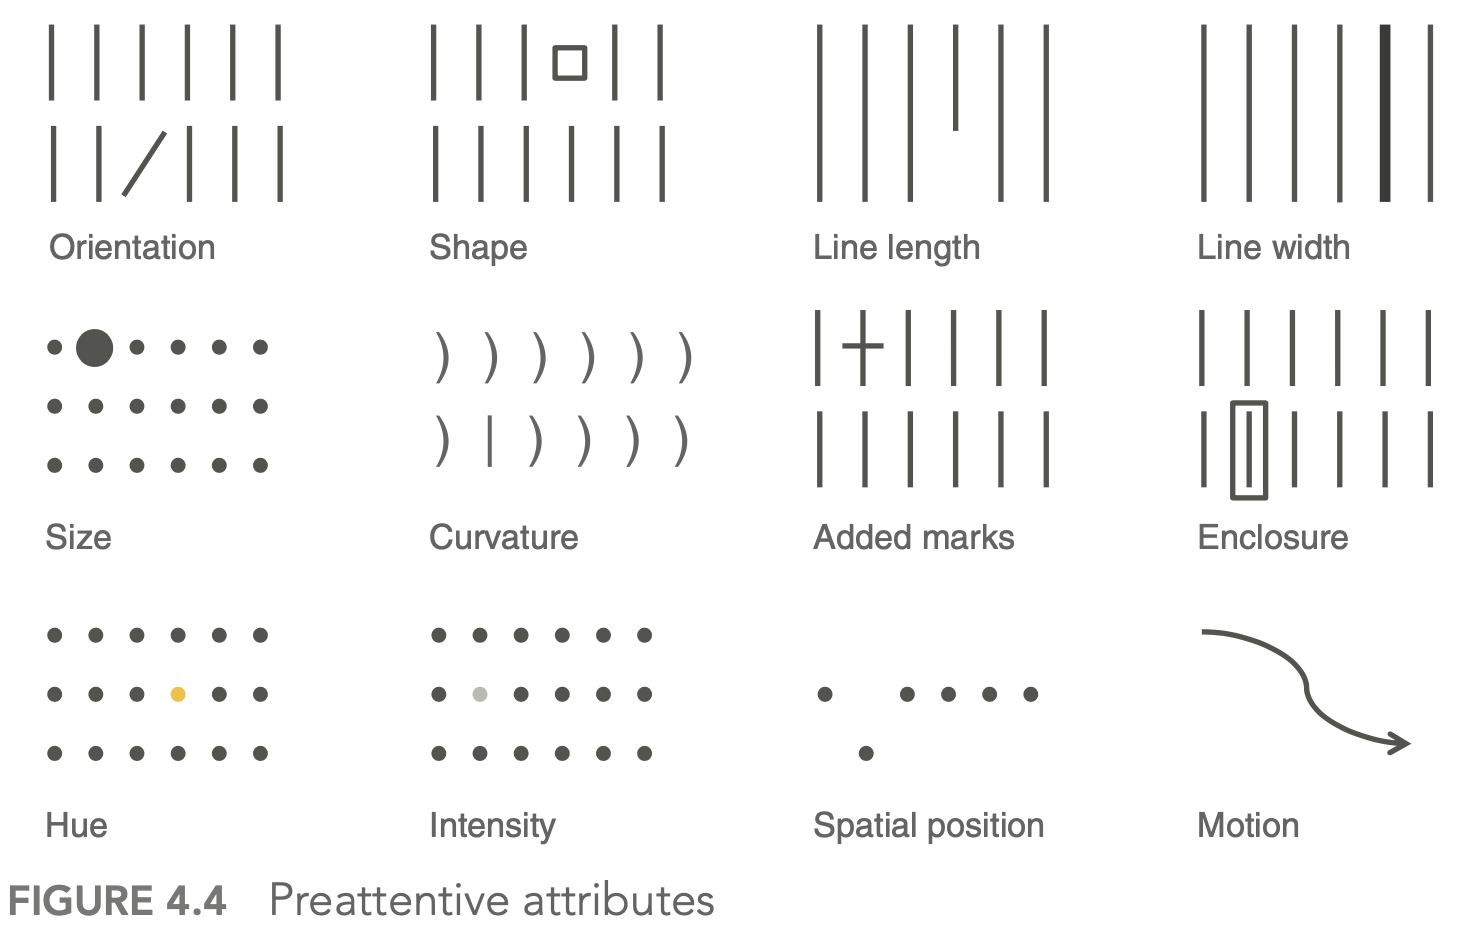 Orientation
Shape
Line length
Line width
Size
Curvature
Added marks
Enclosure
Hue
Intensity
Spatial position
Motion
FIGURE 4.4 Preattentive attributes